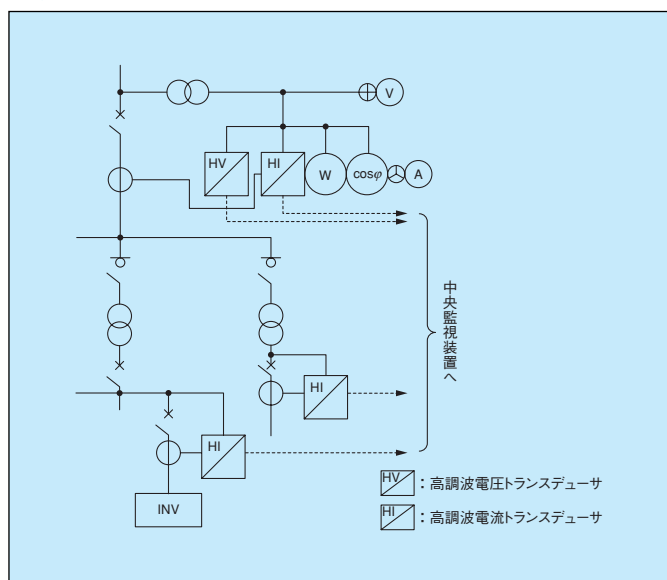 V
HV
HI
W
cosφ
A
中央監視装置へ
HI
HI
INV
HV：高調波電圧トランスデューサ
HI：高調波電流トランスデューサ